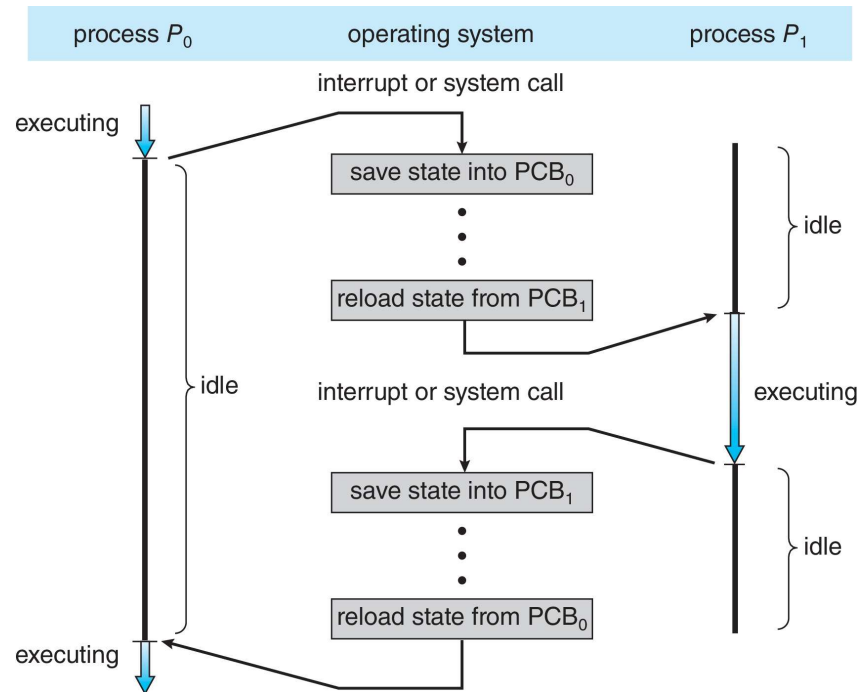 process P₀ operating system process P₁
interrupt or system call
executing
save state into PCB₀
idle
reload state from PCB₁
idle
interrupt or system call
executing
save state into PCB₁
idle
reload state from PCB₀
executing